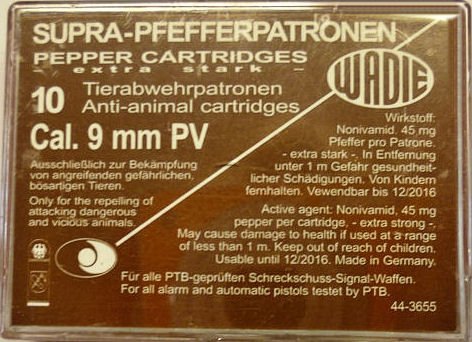 SUPRA-PFEFFERPATRONEN
PEPPER CARTRIDGES
- extra stark -
WADIE
10 Tierabwehrpatronen
Anti-animal cartridges
Cal. 9 mm PV
Ausschließlich zur Bekämpfung
von angreifenden gefährlichen,
bösartigen Tieren.
Only for the repelling of
attacking dangerous
and vicious animals.
Wirkstoff:
Nonivamid. 45 mg
Pfeffer pro Patrone.
- extra stark -. In Entfernung
unter 1 m Gefahr gesundheit-
licher Schädigungen. Von Kindern
fernhalten. Vewendbar bis 12/2016
Active agent: Nonivamid, 45 mg
pepper per cartridge, - extra strong -.
May cause damage to health if used at a range
of less than 1 m. Keep out of reach of children.
Usable until 12/2016. Made in Germany.
Für alle PTB-geprüften Schreckschuss-Signal-Waffen.
For all alarm and automatic pistols testet by PTB.
44-3655